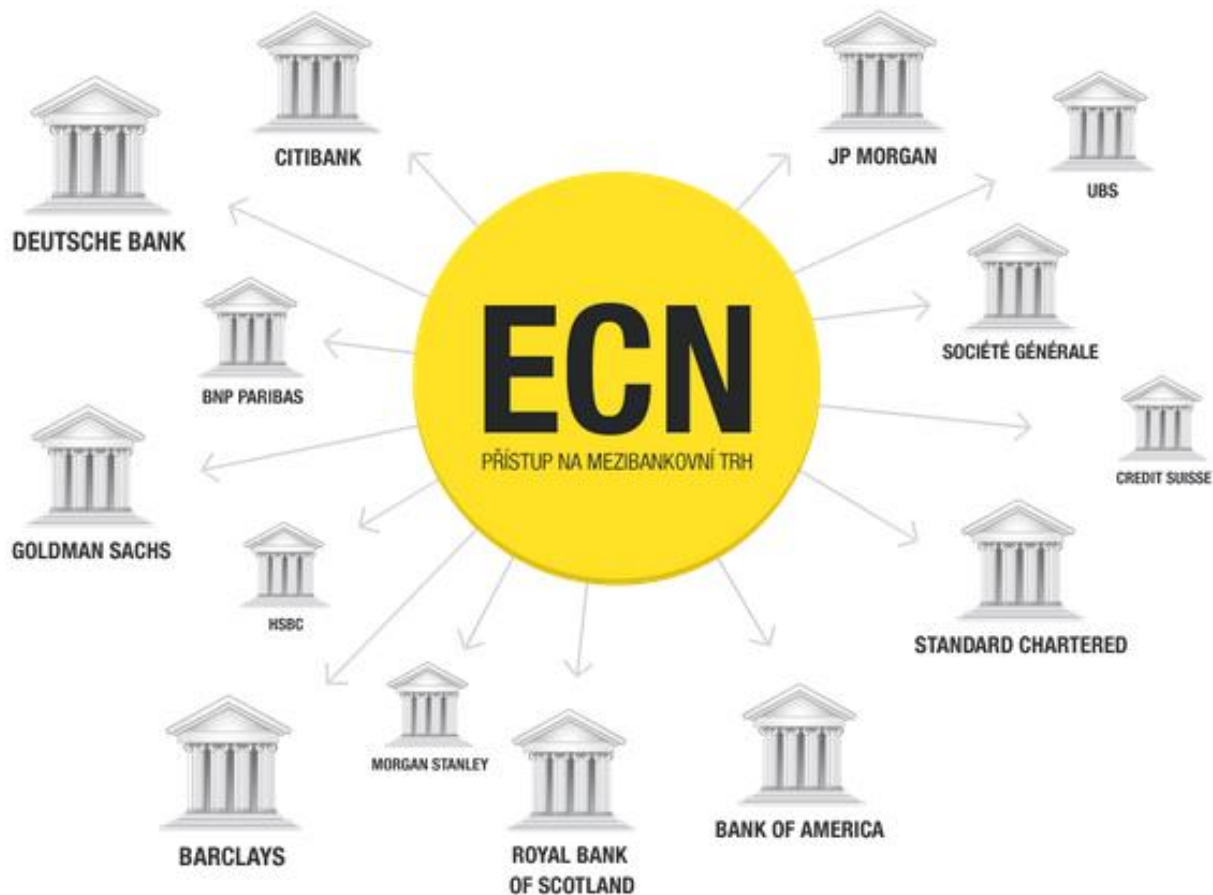 CITIBANK
JP MORGAN
UBS
DEUTSCHE BANK
SOCIÉTÉ GÉNÉRALE
BNP PARIBAS
ECN
PŘÍSTUP NA MEZIBANKOVNÍ TRH
CREDIT SUISSE
GOLDMAN SACHS
HSBC
STANDARD CHARTERED
MORGAN STANLEY
BANK OF AMERICA
BARCLAYS
ROYAL BANK
OF SCOTLAND